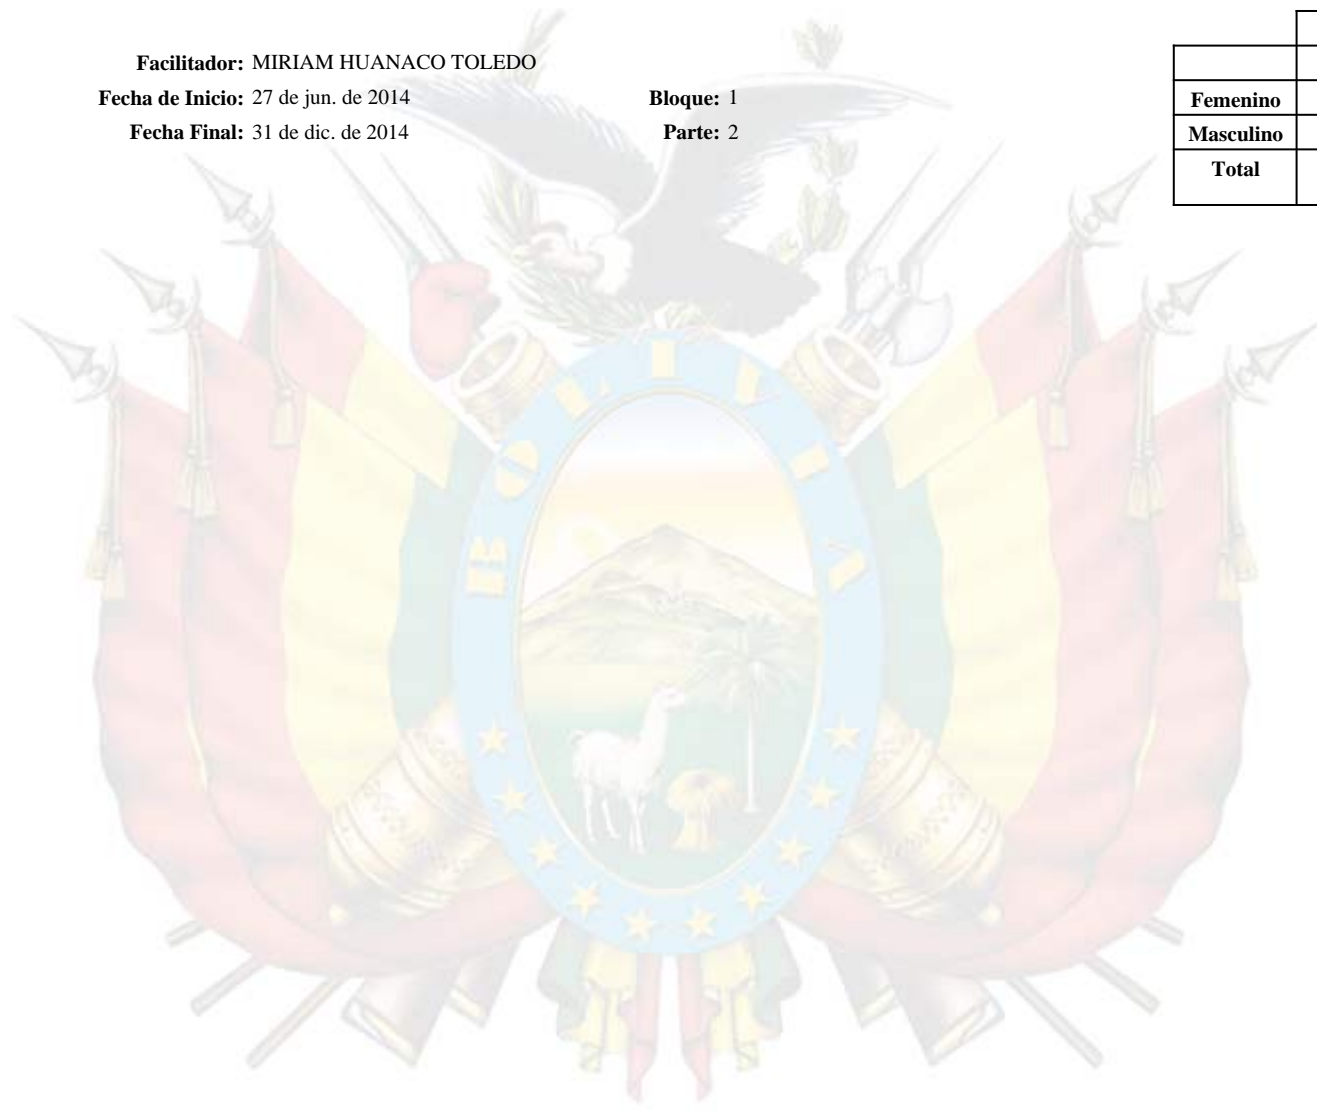 Facilitador: MIRIAM HUANACO TOLEDO
Fecha de Inicio: 27 de jun. de 2014 Bloque: 1
Fecha Final: 31 de dic. de 2014 Parte: 2
Femenino
Masculino
Total
BOLIVIA